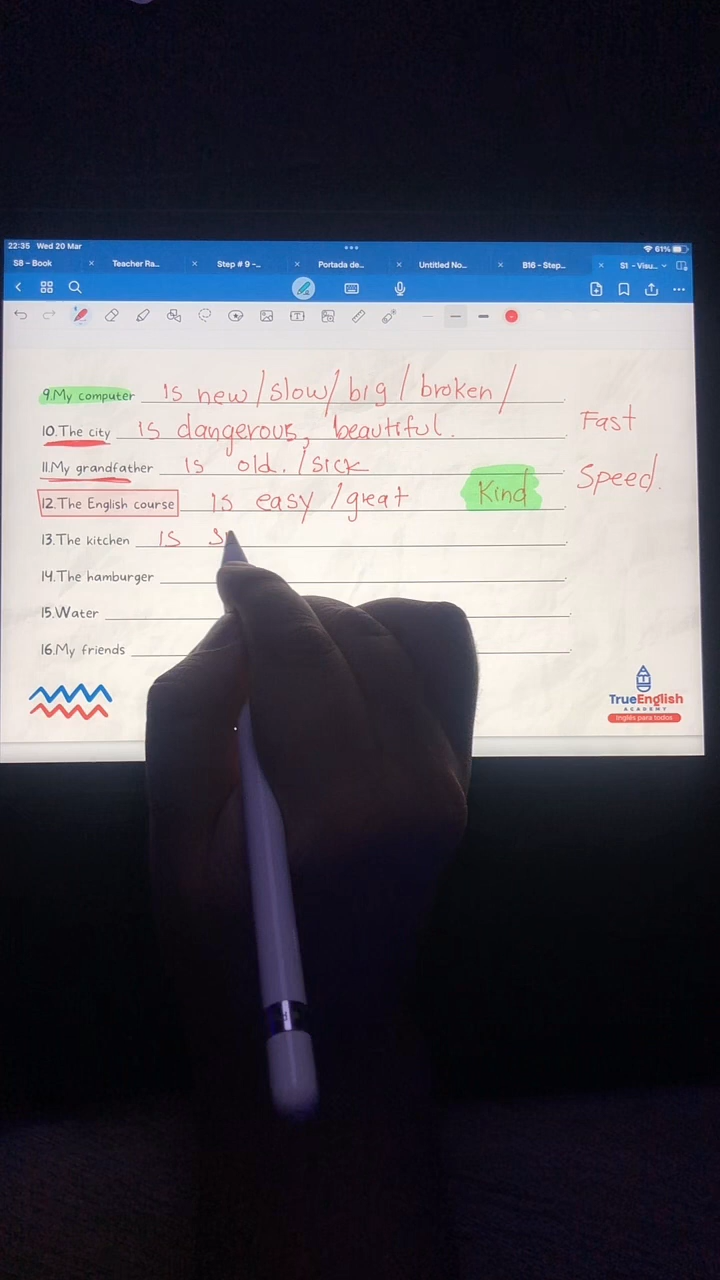 22:35 Wed 20 Mar
61%
S8 - Book
Teacher Ra...
Step # 9 -...
Portada de...
Untitled No...
B16 - Step...
S1 - Visu...
9.My computer is new / slow / big / broken /
Fast
10.The city is dangerous, beautiful.
11.My grandfather is old. / sick
Speed.
12.The English course is easy / great
Kind
13.The kitchen is
14.The hamburger
15.Water
16.My friends
TrueEnglish
ACADEMY
Inglés para todos